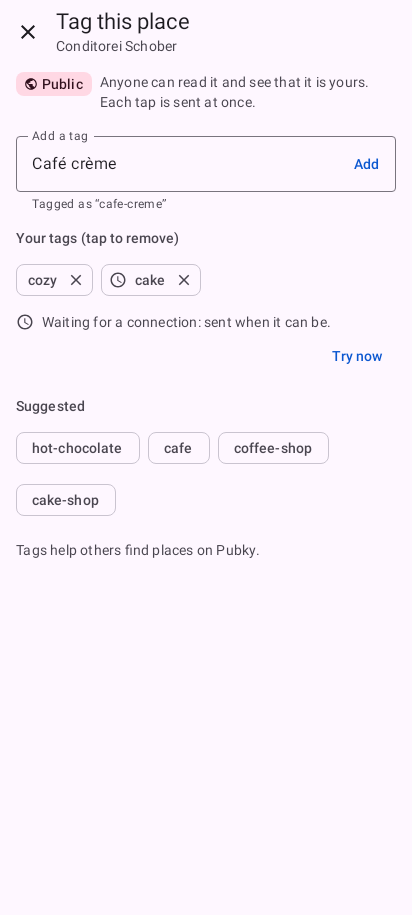 Tag this place
Conditorei Schober
Public
Anyone can read it and see that it is yours.
Each tap is sent at once.
Add a tag
Café crème
Add
Tagged as “cafe-creme”
Your tags (tap to remove)
cozy
cake
Waiting for a connection: sent when it can be.
Try now
Suggested
hot-chocolate
cafe
coffee-shop
cake-shop
Tags help others find places on Pubky.